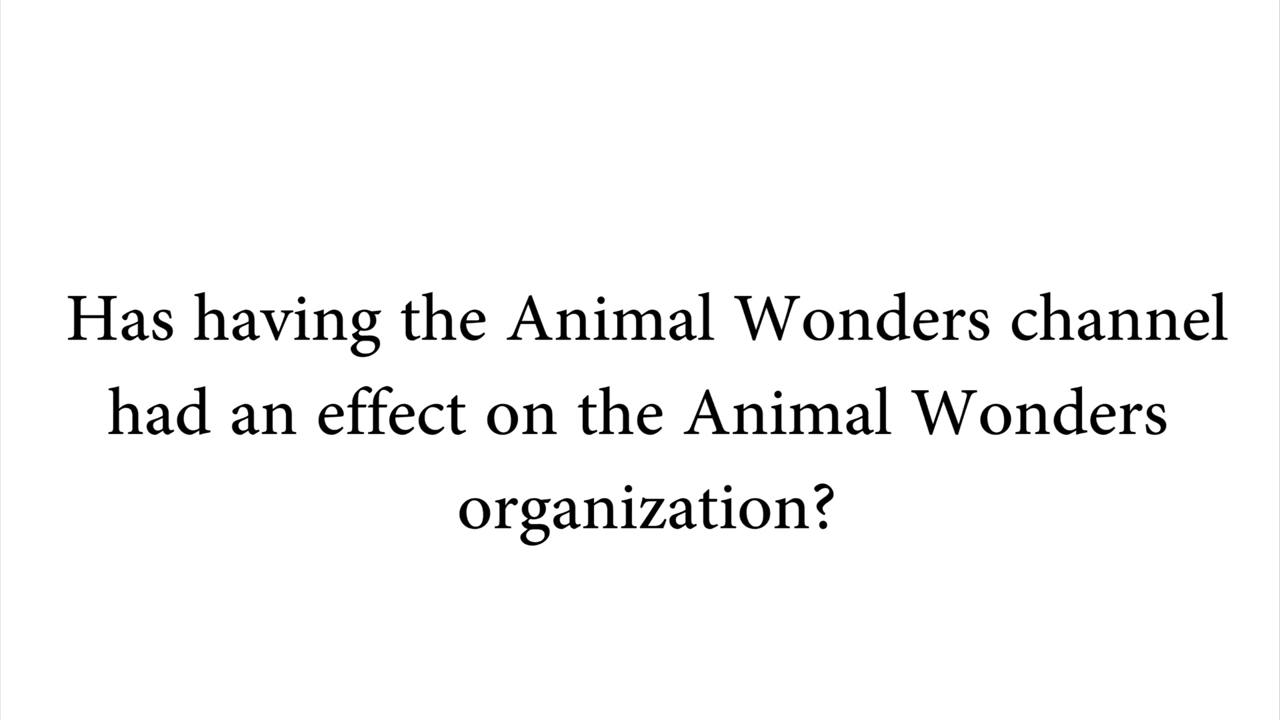 Has having the Animal Wonders channel
had an effect on the Animal Wonders
organization?